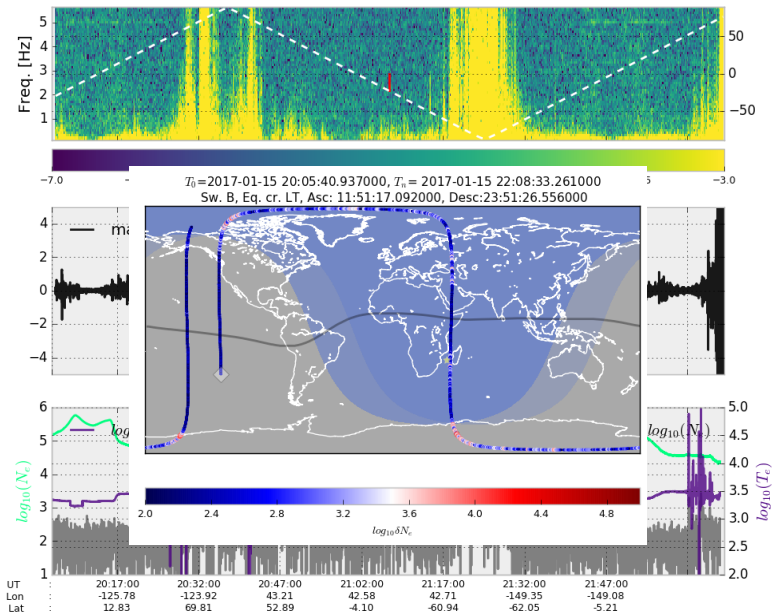 Freq. [Hz]
5
4
3
2
1
50
0
−50
−7.0
5
−3.0
T₀=2017-01-15 20:05:40.937000, Tₙ= 2017-01-15 22:08:33.261000
Sw. B, Eq. cr. LT, Asc: 11:51:17.092000, Desc:23:51:26.556000
4
2
0
−2
−4
ma
2.0 2.4 2.8 3.2 3.6 4.0 4.4 4.8
log₁₀δNₑ
log₁₀(Nₑ)
6
5
4
3
2
1
log
log₁₀(Nₑ)
5.0
4.5
4.0
3.5
3.0
2.5
2.0
log₁₀(Tₑ)
UT : 20:17:00 20:32:00 20:47:00 21:02:00 21:17:00 21:32:00 21:47:00
Lon : -125.78 -123.92 43.21 42.58 42.71 -149.35 -149.08
Lat : 12.83 69.81 52.89 -4.10 -60.94 -62.05 -5.21